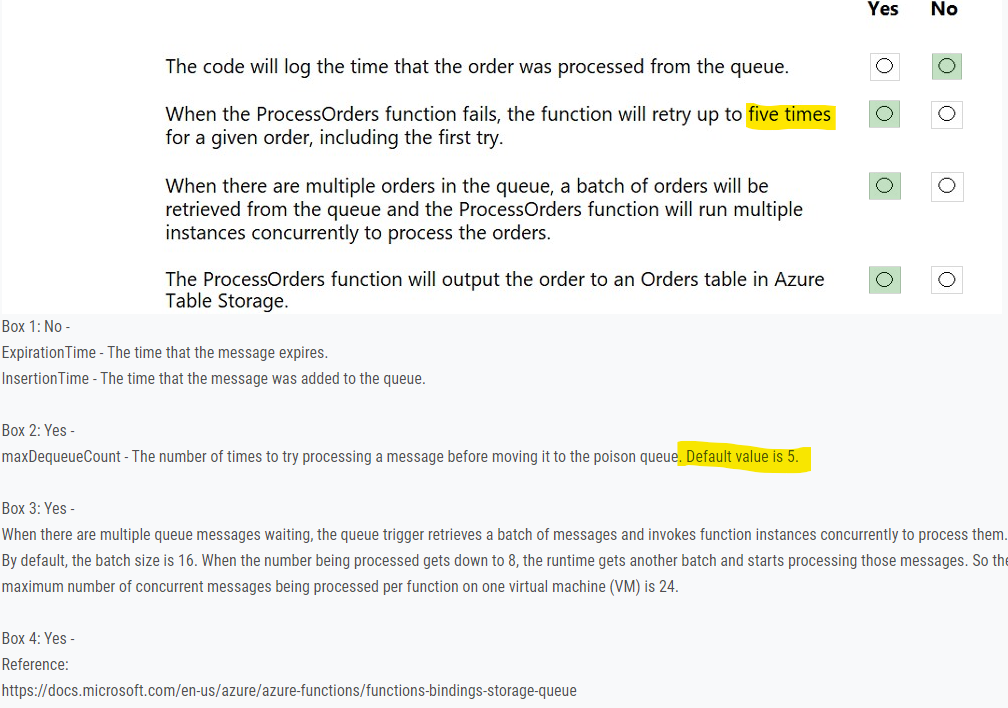 Yes No
The code will log the time that the order was processed from the queue.
When the ProcessOrders function fails, the function will retry up to five times
for a given order, including the first try.
When there are multiple orders in the queue, a batch of orders will be
retrieved from the queue and the ProcessOrders function will run multiple
instances concurrently to process the orders.
The ProcessOrders function will output the order to an Orders table in Azure
Table Storage.
Box 1: No -
ExpirationTime - The time that the message expires.
InsertionTime - The time that the message was added to the queue.
Box 2: Yes -
maxDequeueCount - The number of times to try processing a message before moving it to the poison queue. Default value is 5.
Box 3: Yes -
When there are multiple queue messages waiting, the queue trigger retrieves a batch of messages and invokes function instances concurrently to process them.
By default, the batch size is 16. When the number being processed gets down to 8, the runtime gets another batch and starts processing those messages. So the
maximum number of concurrent messages being processed per function on one virtual machine (VM) is 24.
Box 4: Yes -
Reference:
https://docs.microsoft.com/en-us/azure/azure-functions/functions-bindings-storage-queue